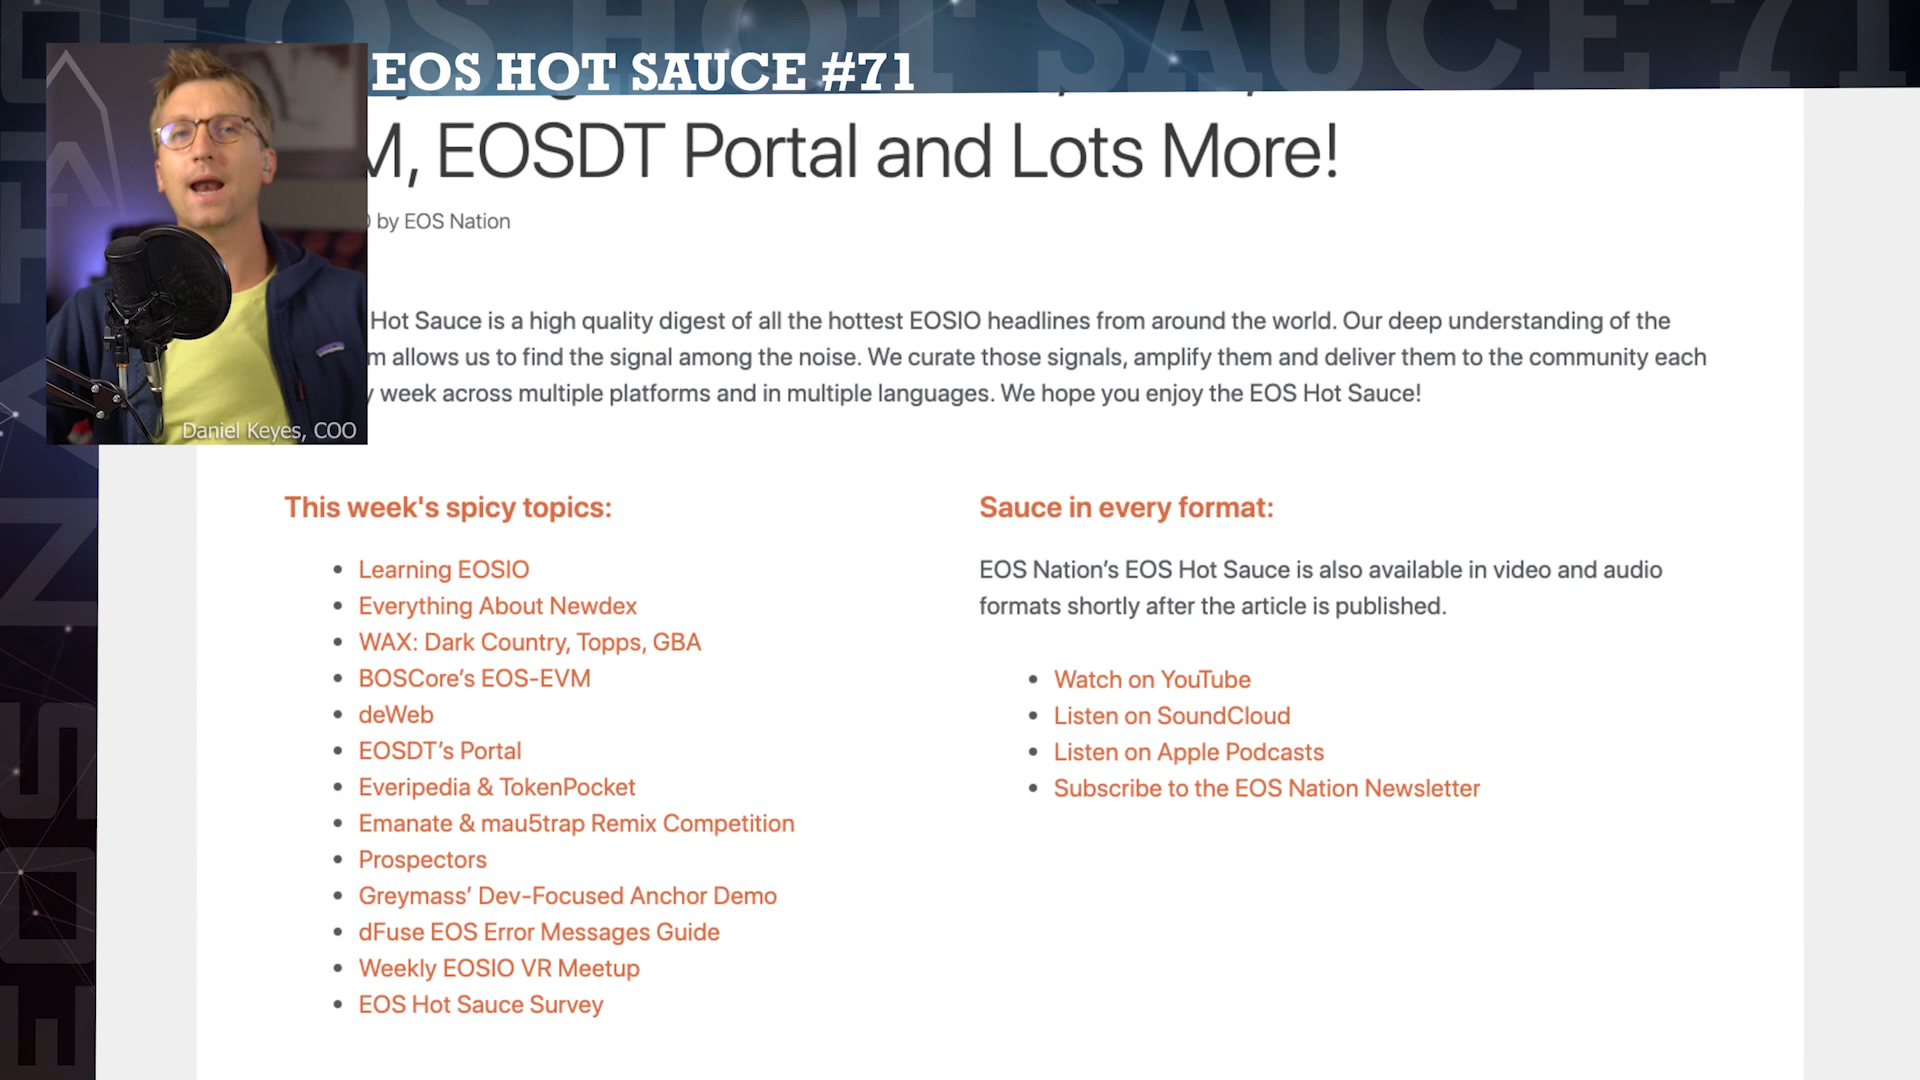 EOS HOT SAUCE 71
EOS HOT SAUCE #71
M, EOSDT Portal and Lots More!
by EOS Nation
Hot Sauce is a high quality digest of all the hottest EOSIO headlines from around the world. Our deep understanding of the
m allows us to find the signal among the noise. We curate those signals, amplify them and deliver them to the community each
week across multiple platforms and in multiple languages. We hope you enjoy the EOS Hot Sauce!
Daniel Keyes, COO
This week's spicy topics:
Learning EOSIO
Everything About Newdex
WAX: Dark Country, Topps, GBA
BOSCore’s EOS-EVM
deWeb
EOSDT’s Portal
Everipedia & TokenPocket
Emanate & mau5trap Remix Competition
Prospectors
Greymass’ Dev-Focused Anchor Demo
dFuse EOS Error Messages Guide
Weekly EOSIO VR Meetup
EOS Hot Sauce Survey
Sauce in every format:
EOS Nation’s EOS Hot Sauce is also available in video and audio
formats shortly after the article is published.
Watch on YouTube
Listen on SoundCloud
Listen on Apple Podcasts
Subscribe to the EOS Nation Newsletter